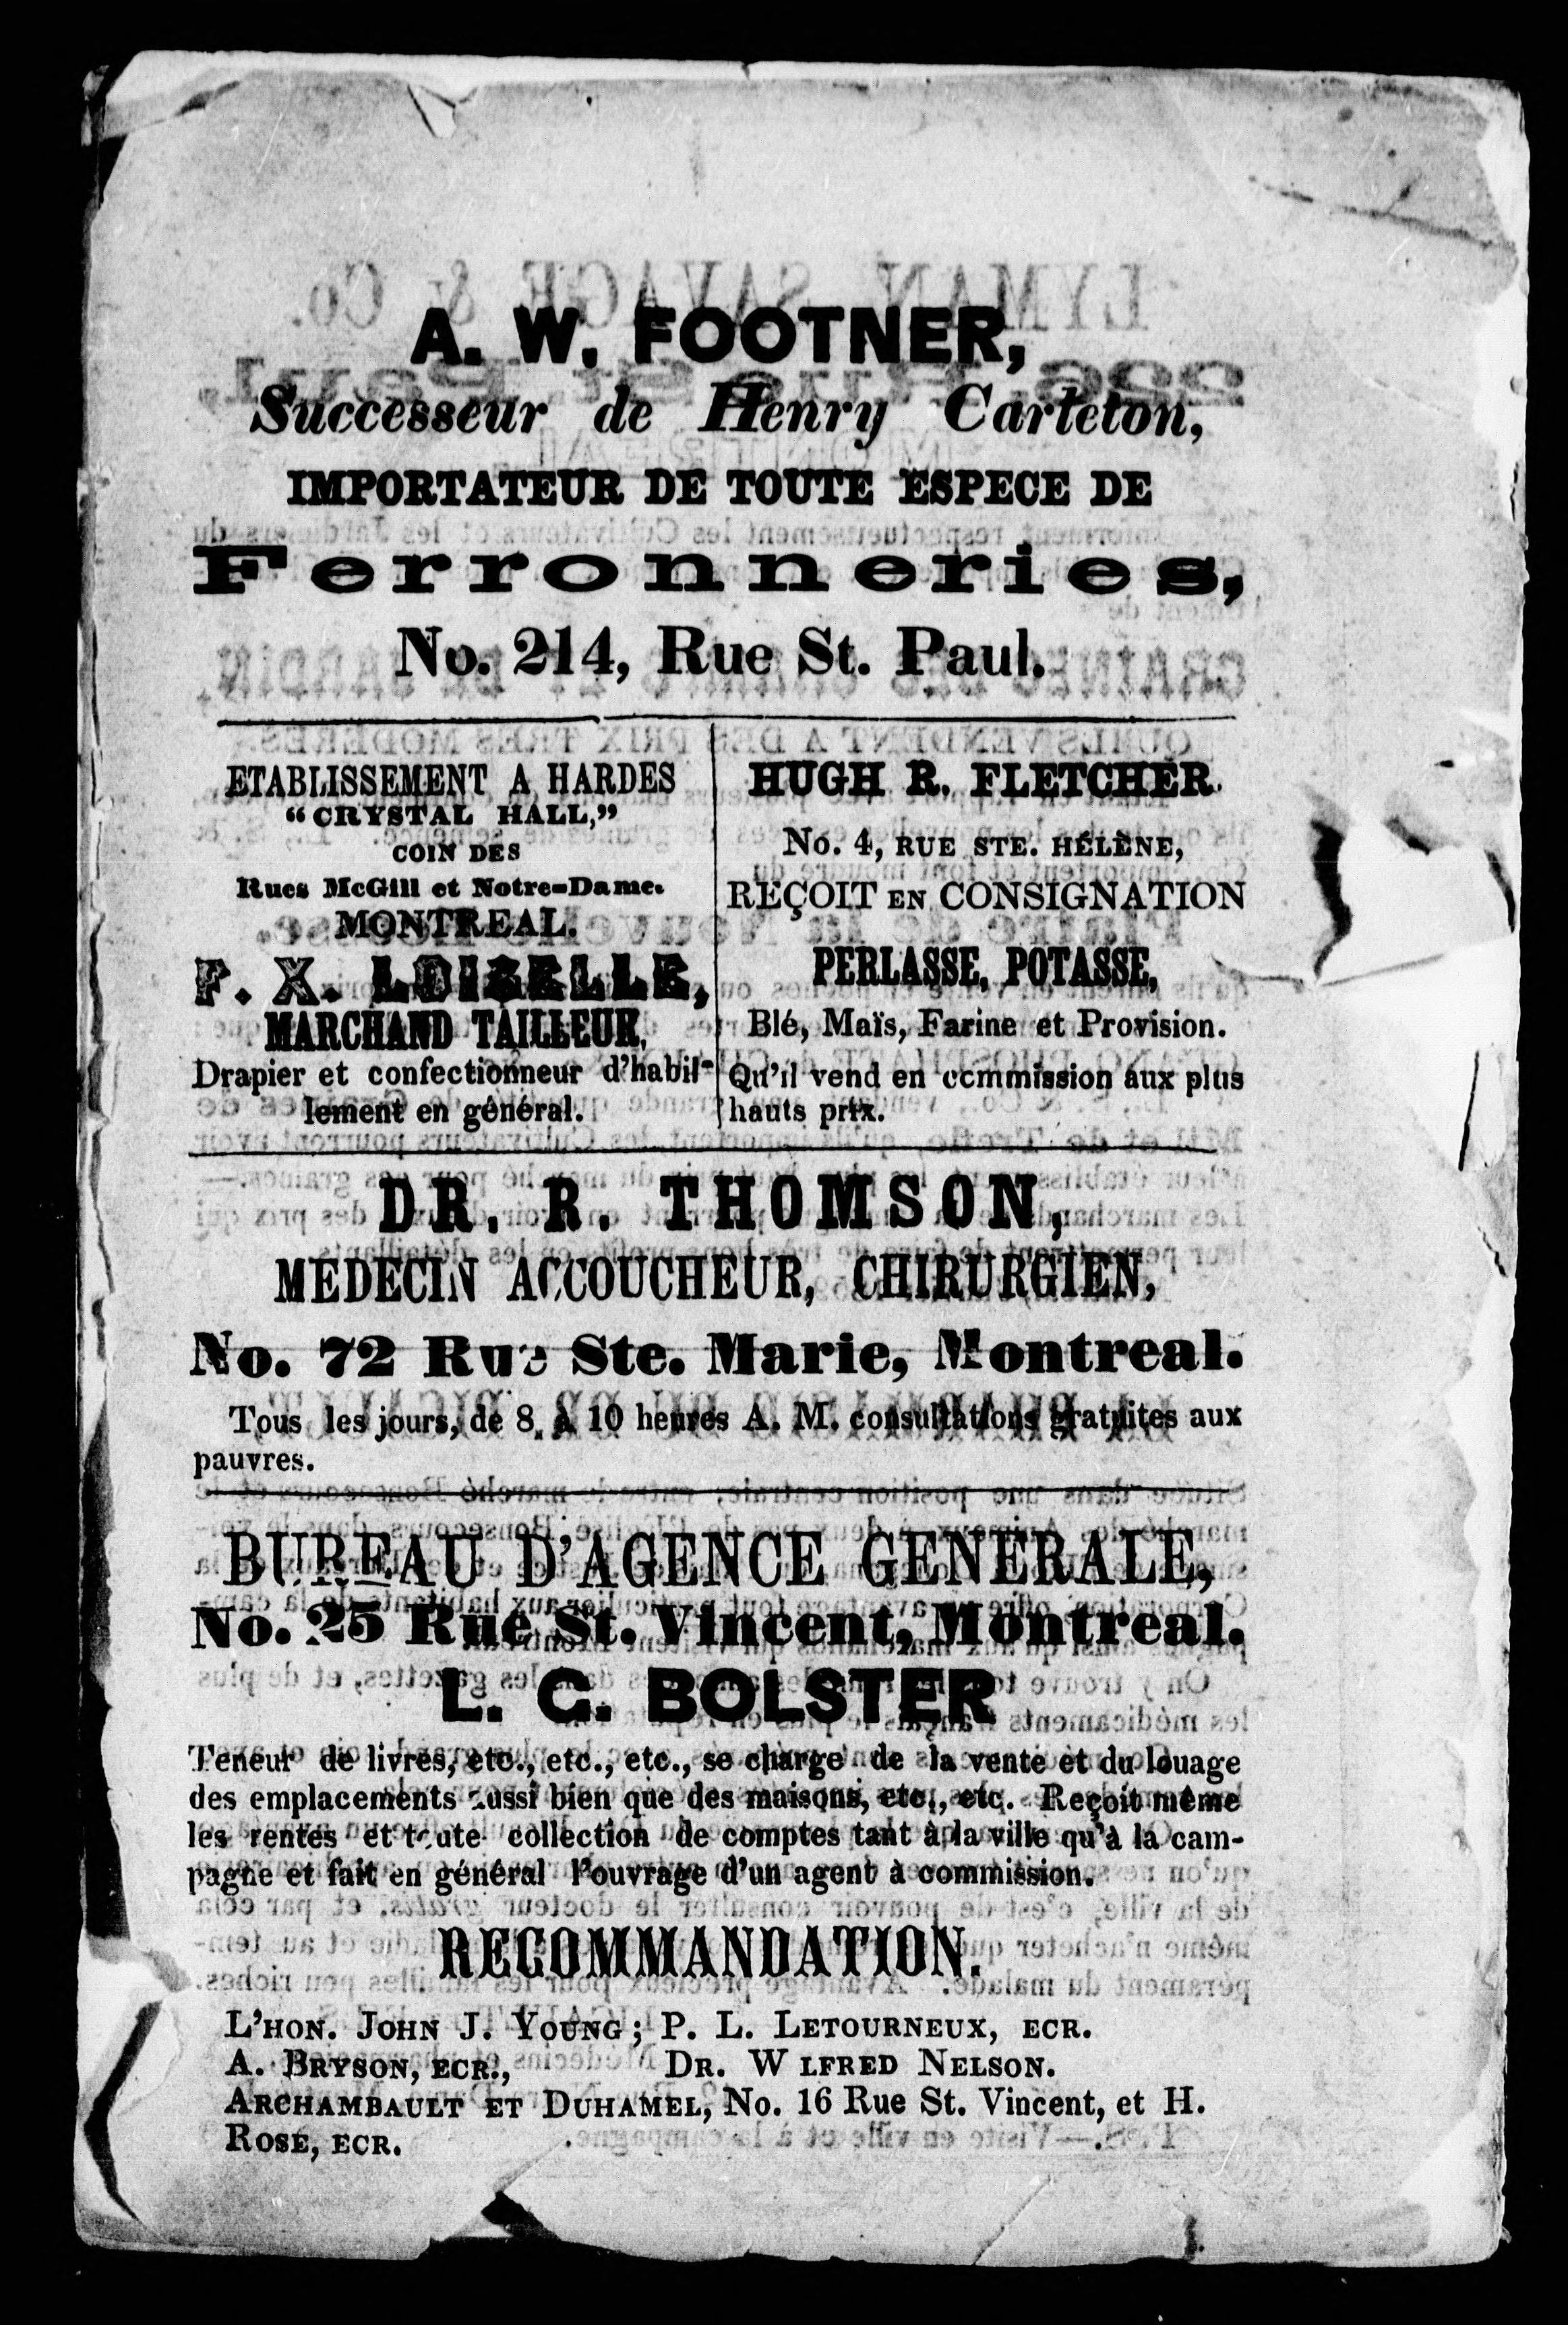 A. W. FOOTNER,
Successeur de Henry Carleton,
IMPORTATEUR DE TOUTE ESPECE DE
Ferronneries,
No. 214, Rue St. Paul.
ETABLISSEMENT A HARDES
“CRYSTAL HALL,”
COIN DES
Rues McGill et Notre-Dame.
MONTREAL.
F. X. LOISELLE,
MARCHAND TAILLEUR,
Drapier et confectionneur d’habil-
lement en général.
HUGH R. FLETCHER.
No. 4, RUE STE. HÉLÈNE,
REÇOIT EN CONSIGNATION
PERLASSE, POTASSE,
Blé, Maïs, Farine et Provision.
Qu’il vend en commission aux plus
hauts prix.
DR. R. THOMSON,
MEDECIN ACCOUCHEUR, CHIRURGIEN,
No. 72 Rue Ste. Marie, Montreal.
Tous les jours, de 8 à 10 heures A. M. consultations gratuites aux
pauvres.
BUREAU D’AGENCE GENERALE,
No. 25 Rue St. Vincent, Montreal.
L. C. BOLSTER
Teneur de livres, etc., etc., etc., se charge de la vente et du louage
des emplacements aussi bien que des maisons, etc., etc. Reçoit même
les rentes et toute collection de comptes tant à la ville qu’à la cam-
pagne et fait en général l’ouvrage d’un agent à commission.
RECOMMANDATION.
L’HON. JOHN J. YOUNG; P. L. LETOURNEUX, ECR.
A. BRYSON, ECR., DR. W LFRED NELSON.
ARCHAMBAULT ET DUHAMEL, No. 16 Rue St. Vincent, et H.
ROSE, ECR.